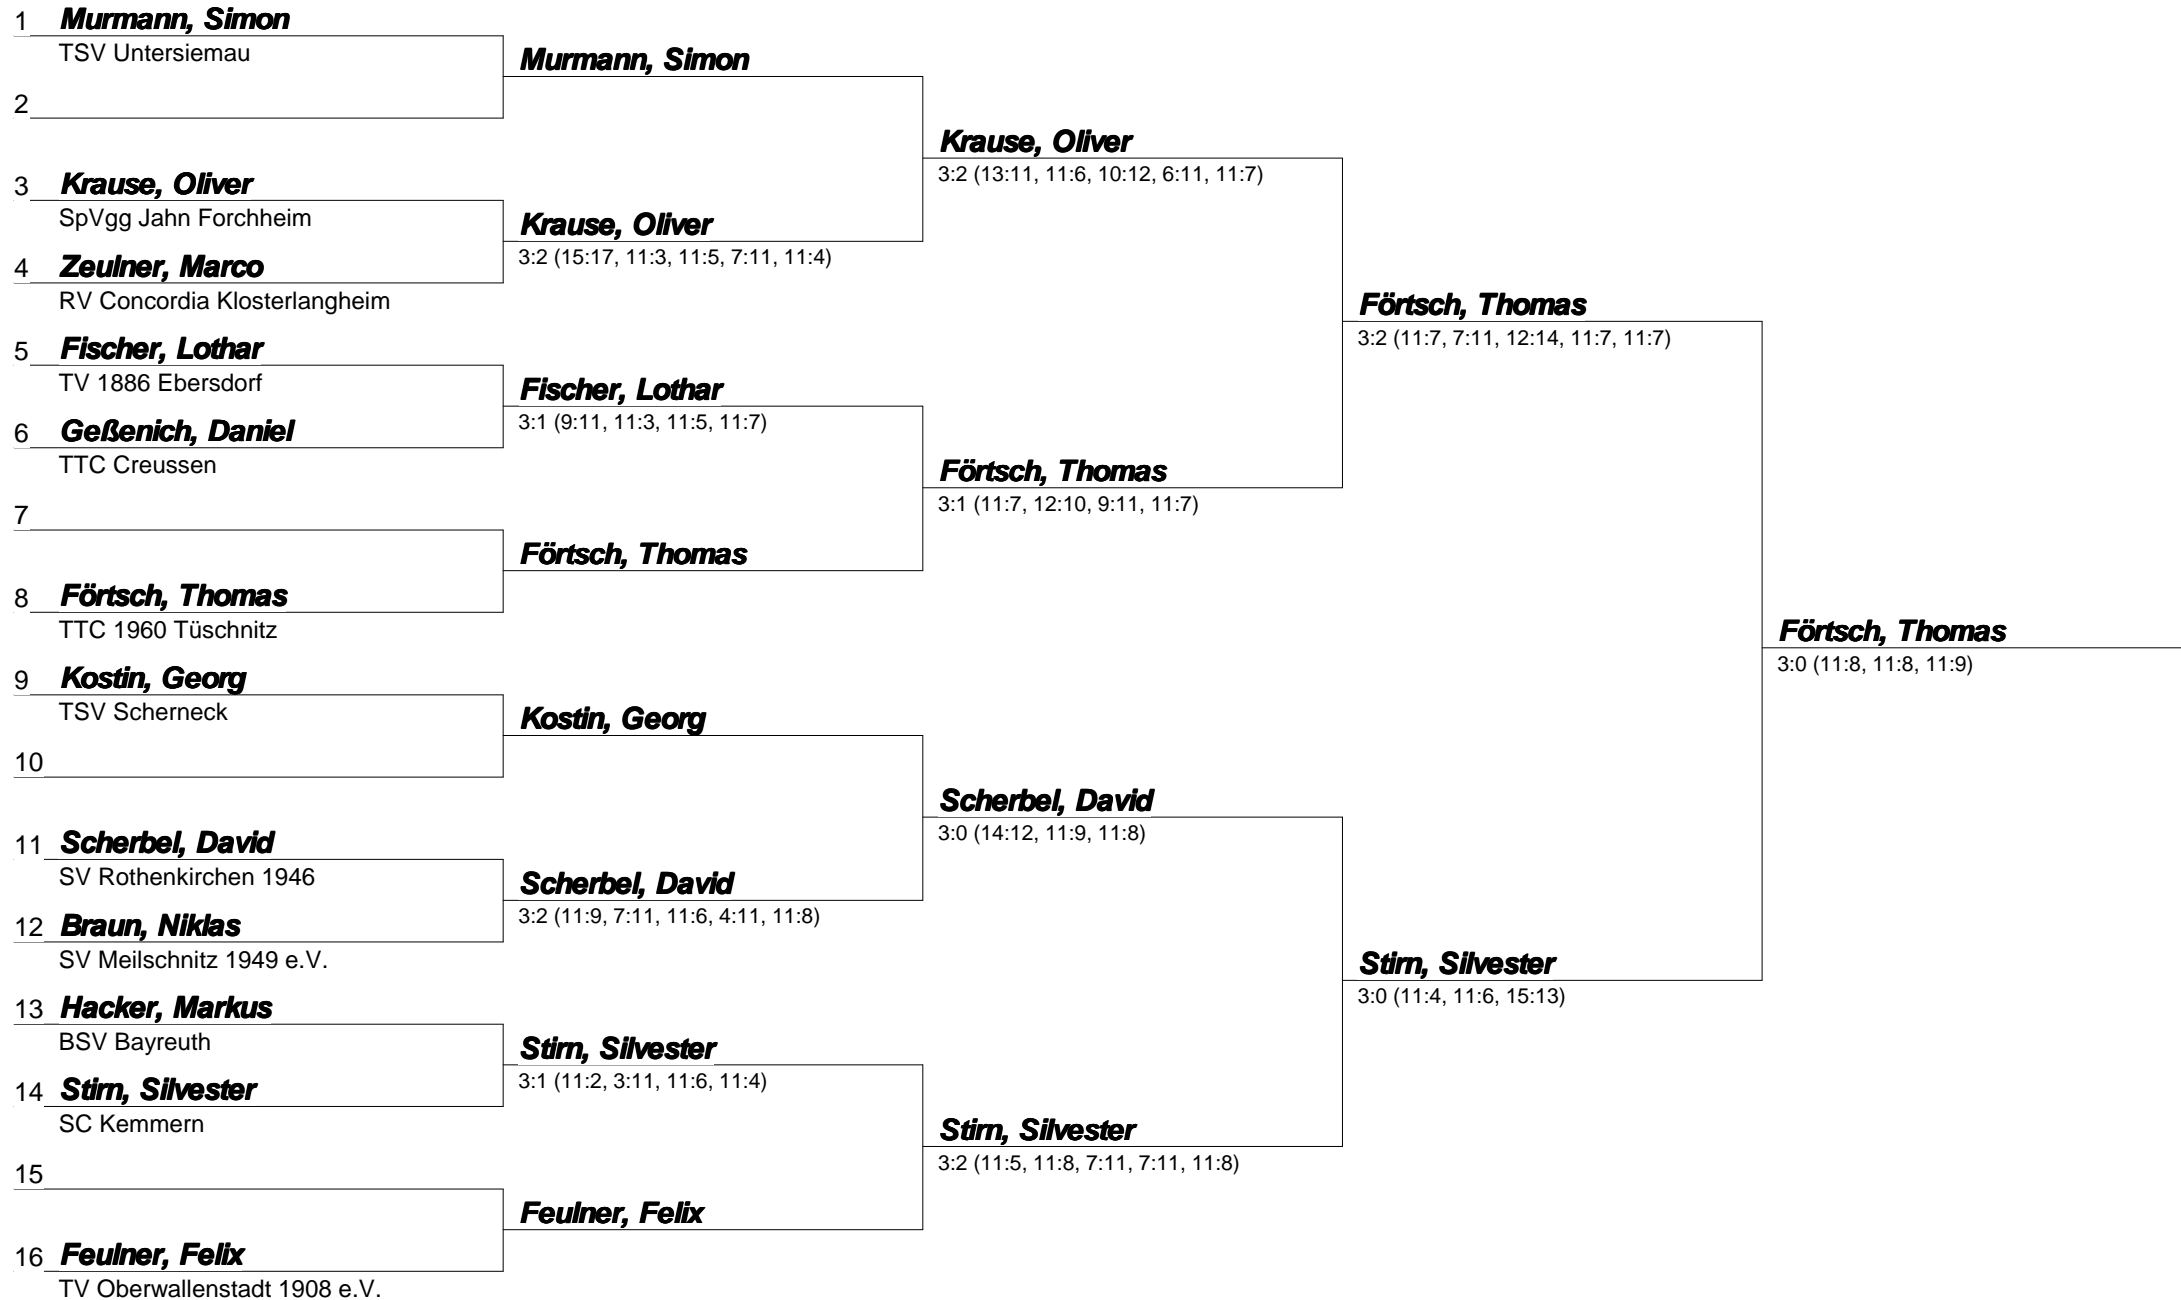 1 Murmann, Simon
TSV Untersiemau
Murmann, Simon
2
Krause, Oliver
3:2 (13:11, 11:6, 10:12, 6:11, 11:7)
3 Krause, Oliver
SpVgg Jahn Forchheim
Krause, Oliver
3:2 (15:17, 11:3, 11:5, 7:11, 11:4)
4 Zeulner, Marco
RV Concordia Klosterlangheim
Förtsch, Thomas
3:2 (11:7, 7:11, 12:14, 11:7, 11:7)
5 Fischer, Lothar
TV 1886 Ebersdorf
Fischer, Lothar
3:1 (9:11, 11:3, 11:5, 11:7)
6 Geßenich, Daniel
TTC Creussen
Förtsch, Thomas
3:1 (11:7, 12:10, 9:11, 11:7)
7
Förtsch, Thomas
8 Förtsch, Thomas
TTC 1960 Tüschnitz
Förtsch, Thomas
3:0 (11:8, 11:8, 11:9)
9 Kostin, Georg
TSV Scherneck
Kostin, Georg
10
Scherbel, David
3:0 (14:12, 11:9, 11:8)
11 Scherbel, David
SV Rothenkirchen 1946
Scherbel, David
3:2 (11:9, 7:11, 11:6, 4:11, 11:8)
12 Braun, Niklas
SV Meilschnitz 1949 e.V.
Stirn, Silvester
3:0 (11:4, 11:6, 15:13)
13 Hacker, Markus
BSV Bayreuth
Stirn, Silvester
3:1 (11:2, 3:11, 11:6, 11:4)
14 Stirn, Silvester
SC Kemmern
Stirn, Silvester
3:2 (11:5, 11:8, 7:11, 7:11, 11:8)
15
Feulner, Felix
16 Feulner, Felix
TV Oberwallenstadt 1908 e.V.